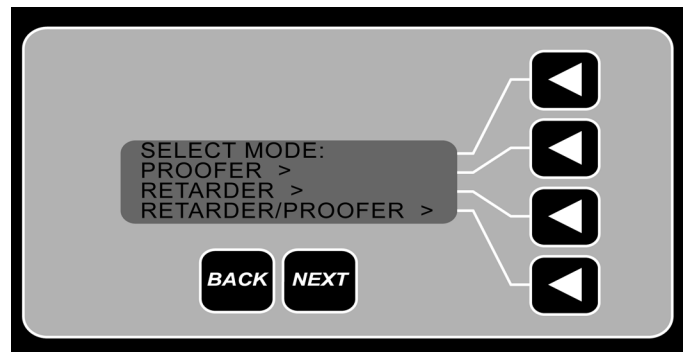 SELECT MODE:
PROOFER >
RETARDER >
RETARDER/PROOFER >
BACK NEXT